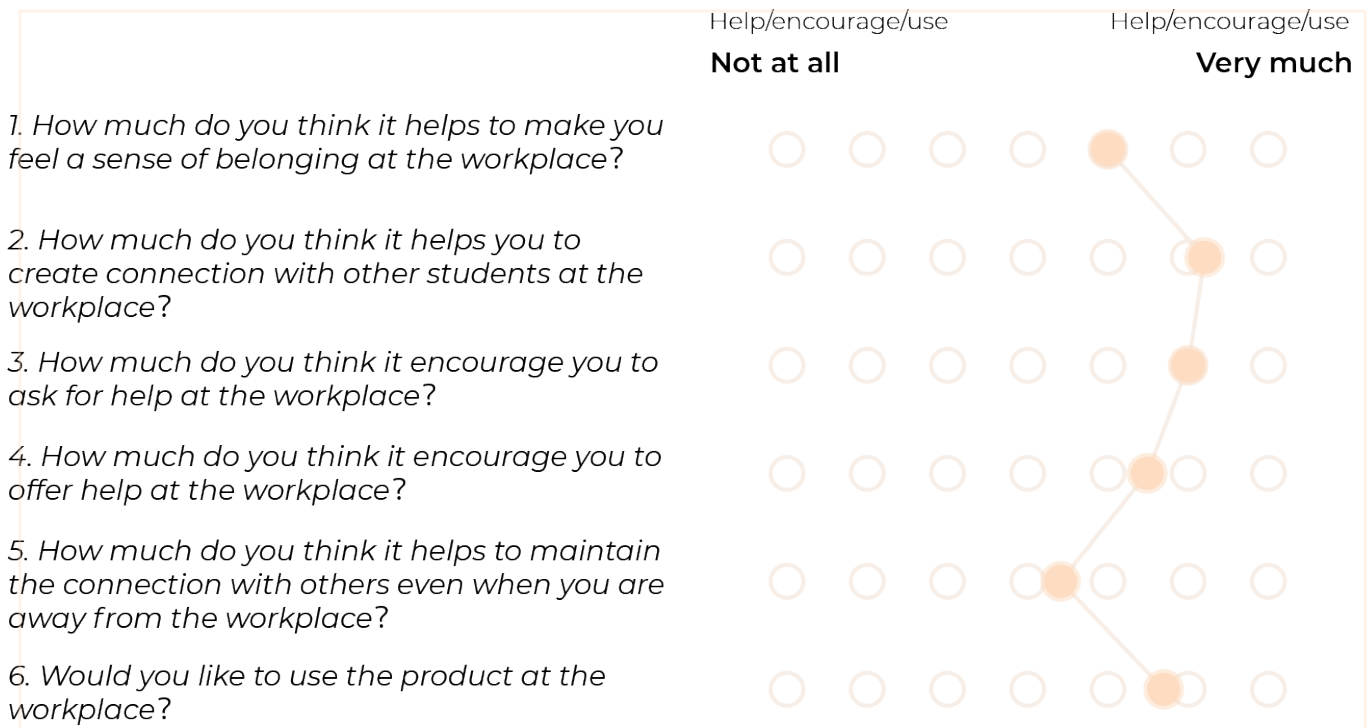 Help/encourage/use Help/encourage/use
Not at all Very much
1. How much do you think it helps to make you
feel a sense of belonging at the workplace?
2. How much do you think it helps you to
create connection with other students at the
workplace?
3. How much do you think it encourage you to
ask for help at the workplace?
4. How much do you think it encourage you to
offer help at the workplace?
5. How much do you think it helps to maintain
the connection with others even when you are
away from the workplace?
6. Would you like to use the product at the
workplace?